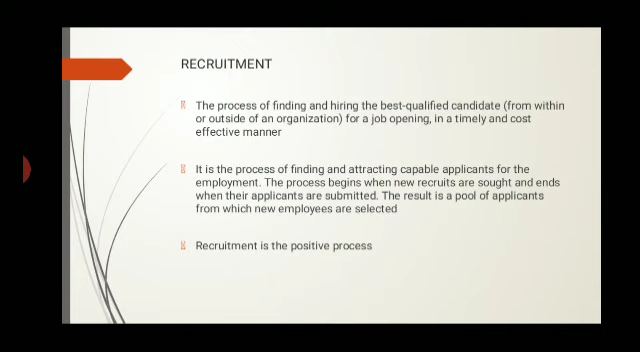 RECRUITMENT
The process of finding and hiring the best-qualified candidate (from within
or outside of an organization) for a job opening, in a timely and cost
effective manner
It is the process of finding and attracting capable applicants for the
employment. The process begins when new recruits are sought and ends
when their applicants are submitted. The result is a pool of applicants
from which new employees are selected
Recruitment is the positive process